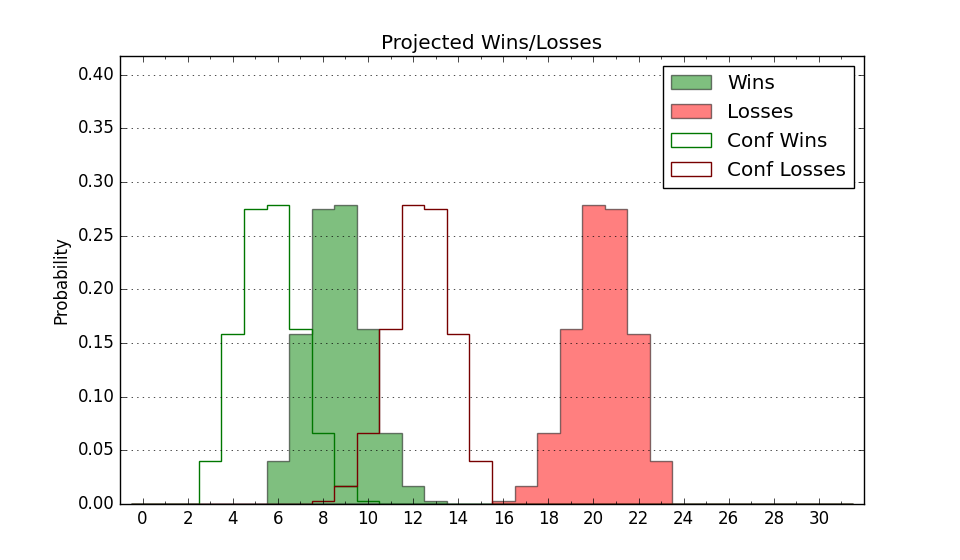 Projected Wins/Losses
0.40
0.35
0.30
0.25
0.20
0.15
0.10
0.05
0.00
Probability
Wins
Losses
Conf Wins
Conf Losses
0 2 4 6 8 10 12 14 16 18 20 22 24 26 28 30